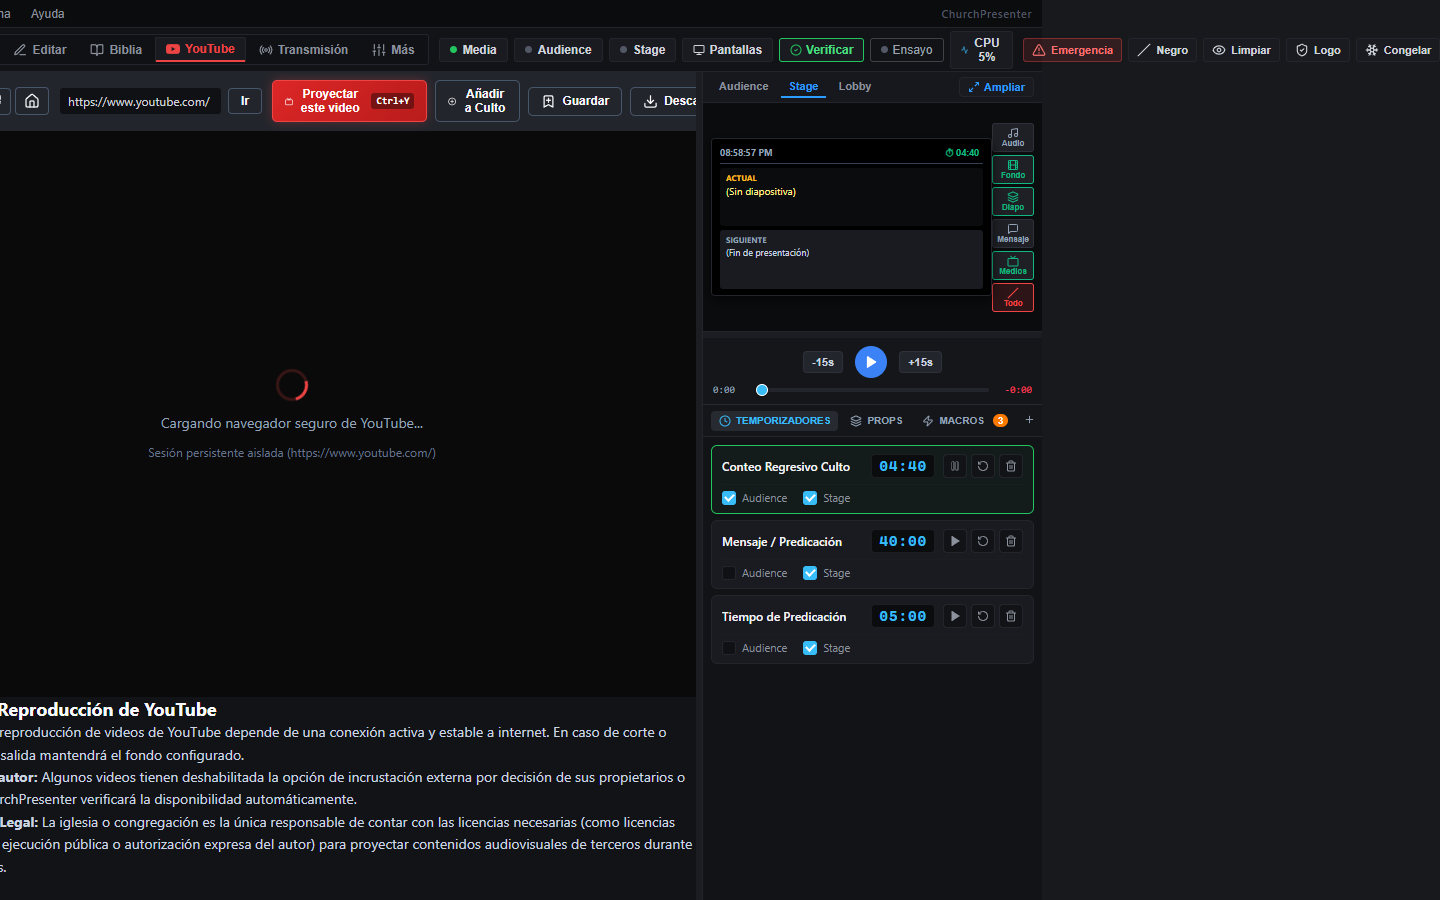 na Ayuda ChurchPresenter
Editar Biblia YouTube Transmisión Más Media Audience Stage Pantallas Verificar Ensayo CPU 5% Emergencia Negro Limpiar Logo Congelar
https://www.youtube.com/ Ir Proyectar este video Ctrl+Y Añadir a Culto Guardar Desca
Audience Stage Lobby Ampliar
08:58:57 PM 04:40
ACTUAL
(Sin diapositiva)
SIGUIENTE
(Fin de presentación)
Audio
Fondo
Diapo
Mensaje
Medios
Todo
Cargando navegador seguro de YouTube...
Sesión persistente aislada (https://www.youtube.com/)
-15s +15s
0:00 -0:00
TEMPORIZADORES PROPS MACROS 3 +
Conteo Regresivo Culto 04:40
Audience Stage
Mensaje / Predicación 40:00
Audience Stage
Tiempo de Predicación 05:00
Audience Stage
Reproducción de YouTube
reproducción de videos de YouTube depende de una conexión activa y estable a internet. En caso de corte o
salida mantendrá el fondo configurado.
autor: Algunos videos tienen deshabilitada la opción de incrustación externa por decisión de sus propietarios o
rchPresenter verificará la disponibilidad automáticamente.
Legal: La iglesia o congregación es la única responsable de contar con las licencias necesarias (como licencias
ejecución pública o autorización expresa del autor) para proyectar contenidos audiovisuales de terceros durante
s.